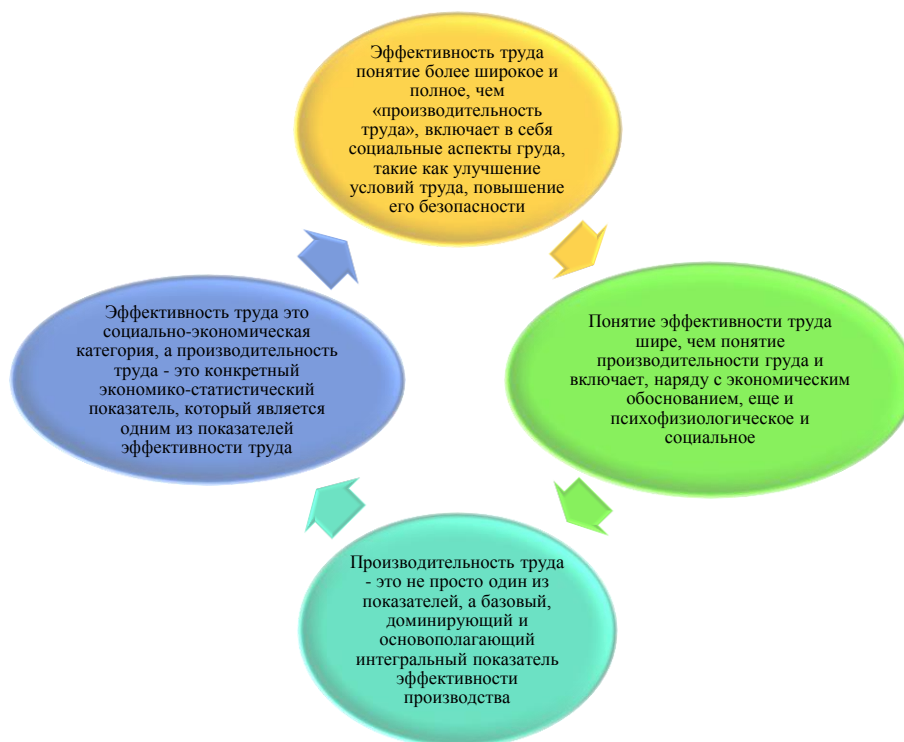 Эффективность труда
понятие более широкое и
полное, чем
«производительность
труда», включает в себя
социальные аспекты груда,
такие как улучшение
условий труда, повышение
его безопасности
Понятие эффективности труда
шире, чем понятие
производительности груда и
включает, наряду с экономическим
обоснованием, еще и
психофизиологическое и
социальное
Производительность труда
- это не просто один из
показателей, а базовый,
доминирующий и
основополагающий
интегральный показатель
эффективности
производства
Эффективность труда это
социально-экономическая
категория, а производительность
труда - это конкретный
экономико-статистический
показатель, который является
одним из показателей
эффективности труда